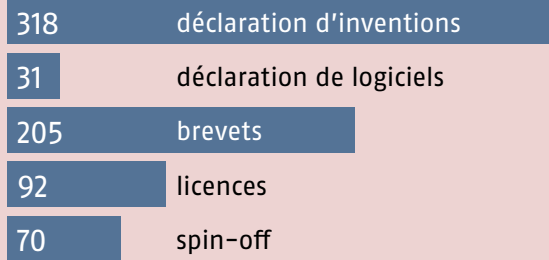 318 déclaration d'inventions
31 déclaration de logiciels
205 brevets
92 licences
70 spin-off